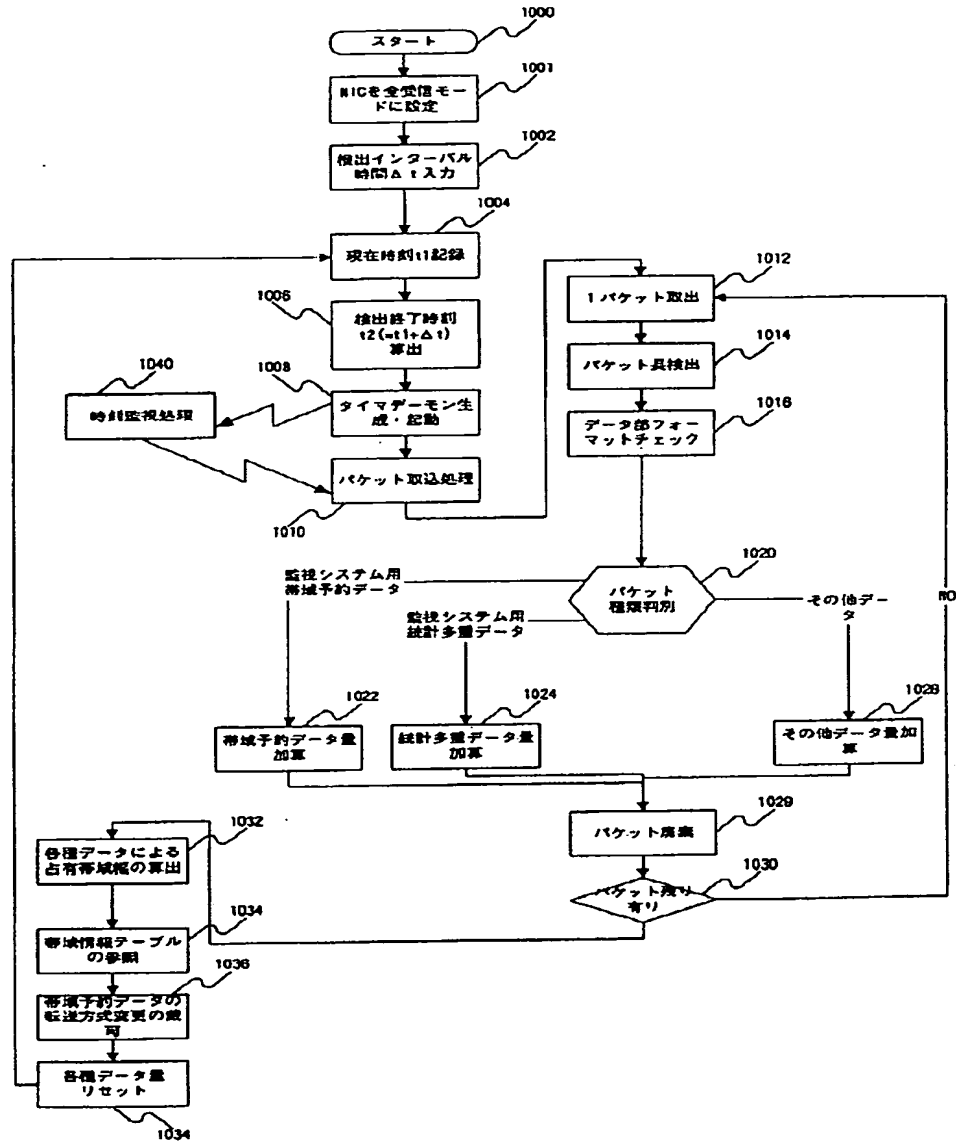 1000
スタート
1001
NICを全受信モー
ドに設定
1002
検出インターバル
時間Δt入力
1004
現在時刻t1記録
1006
検出終了時刻
t2(=t1+Δt)
算出
1008
タイマデーモン生
成・起動
1040
時刻監視処理
パケット取込処理
1010
1012
1パケット取出
1014
パケット長検出
1016
データ部フォー
マットチェック
1020
パケット
種類判別
監視システム用
帯域予約データ
監視システム用
統計多重データ
その他デー
タ
NO
1022
帯域予約データ量
加算
1024
統計多重データ量
加算
1028
その他データ量加
算
1029
パケット廃棄
1030
パケット残り
有り
1032
各種データによる
占有帯域幅の算出
1034
帯域情報テーブル
の参照
1036
帯域予約データの
転送方式変更の裁
可
各種データ量
リセット
1034